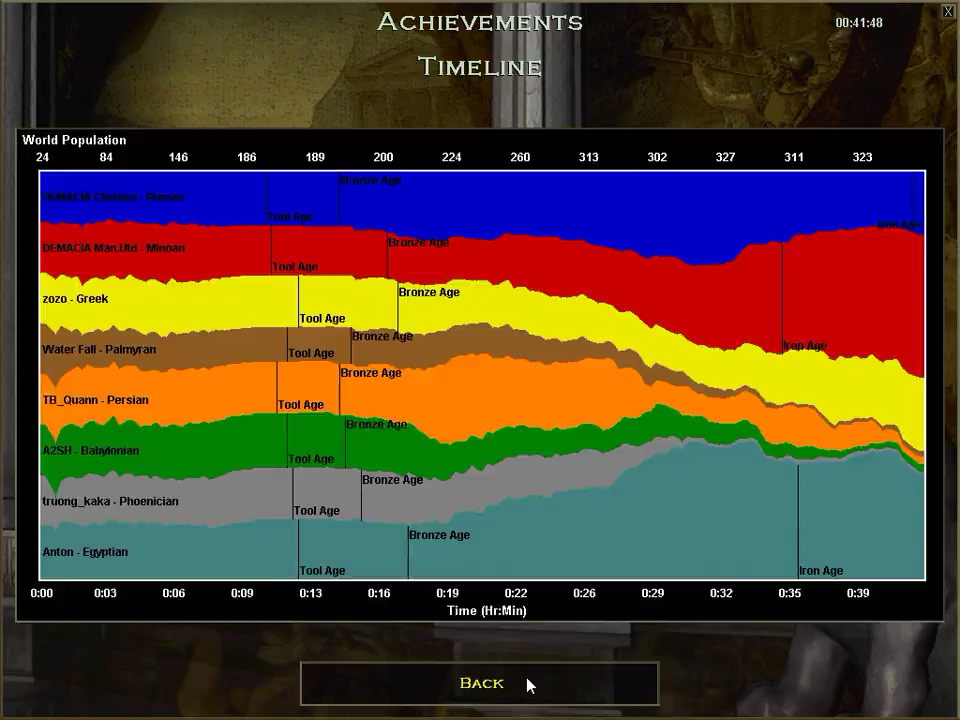 ACHIEVEMENTS
00:41:48
X
TIMELINE
World Population
24 84 146 186 189 200 224 260 313 302 327 311 323
Bronze Age
Tool Age
Iron Age
DEMACIA Man.Utd - Minoan
Bronze Age
Tool Age
Iron Age
zozo - Greek
Bronze Age
Tool Age
Water Fall - Palmyran
Bronze Age
Tool Age
TB_Quann - Persian
Bronze Age
Tool Age
A2SH - Babylonian
Bronze Age
Tool Age
truong_kaka - Phoenician
Bronze Age
Tool Age
Anton - Egyptian
Bronze Age
Tool Age
Iron Age
0:00 0:03 0:06 0:09 0:13 0:16 0:19 0:22 0:26 0:29 0:32 0:35 0:39
Time (Hr:Min)
BACK